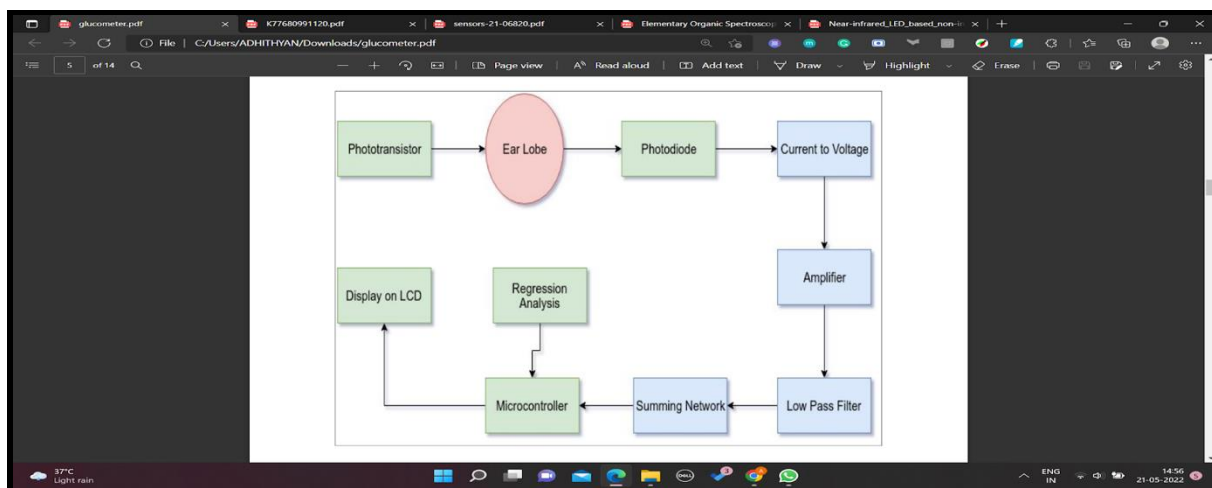 glucometer.pdf
K77680991120.pdf
sensors-21-06820.pdf
Elementary Organic Spectroscop
Near-infrared_LED_based_non-in
File | C:/Users/ADHITHYAN/Downloads/glucometer.pdf
5 of 14
Page view
Read aloud
Add text
Draw
Highlight
Erase
Phototransistor
Ear Lobe
Photodiode
Current to Voltage
Amplifier
Display on LCD
Regression
Analysis
Microcontroller
Summing Network
Low Pass Filter
37°C
Light rain
DELL
3
ENG
IN
14:56
21-05-2022
5